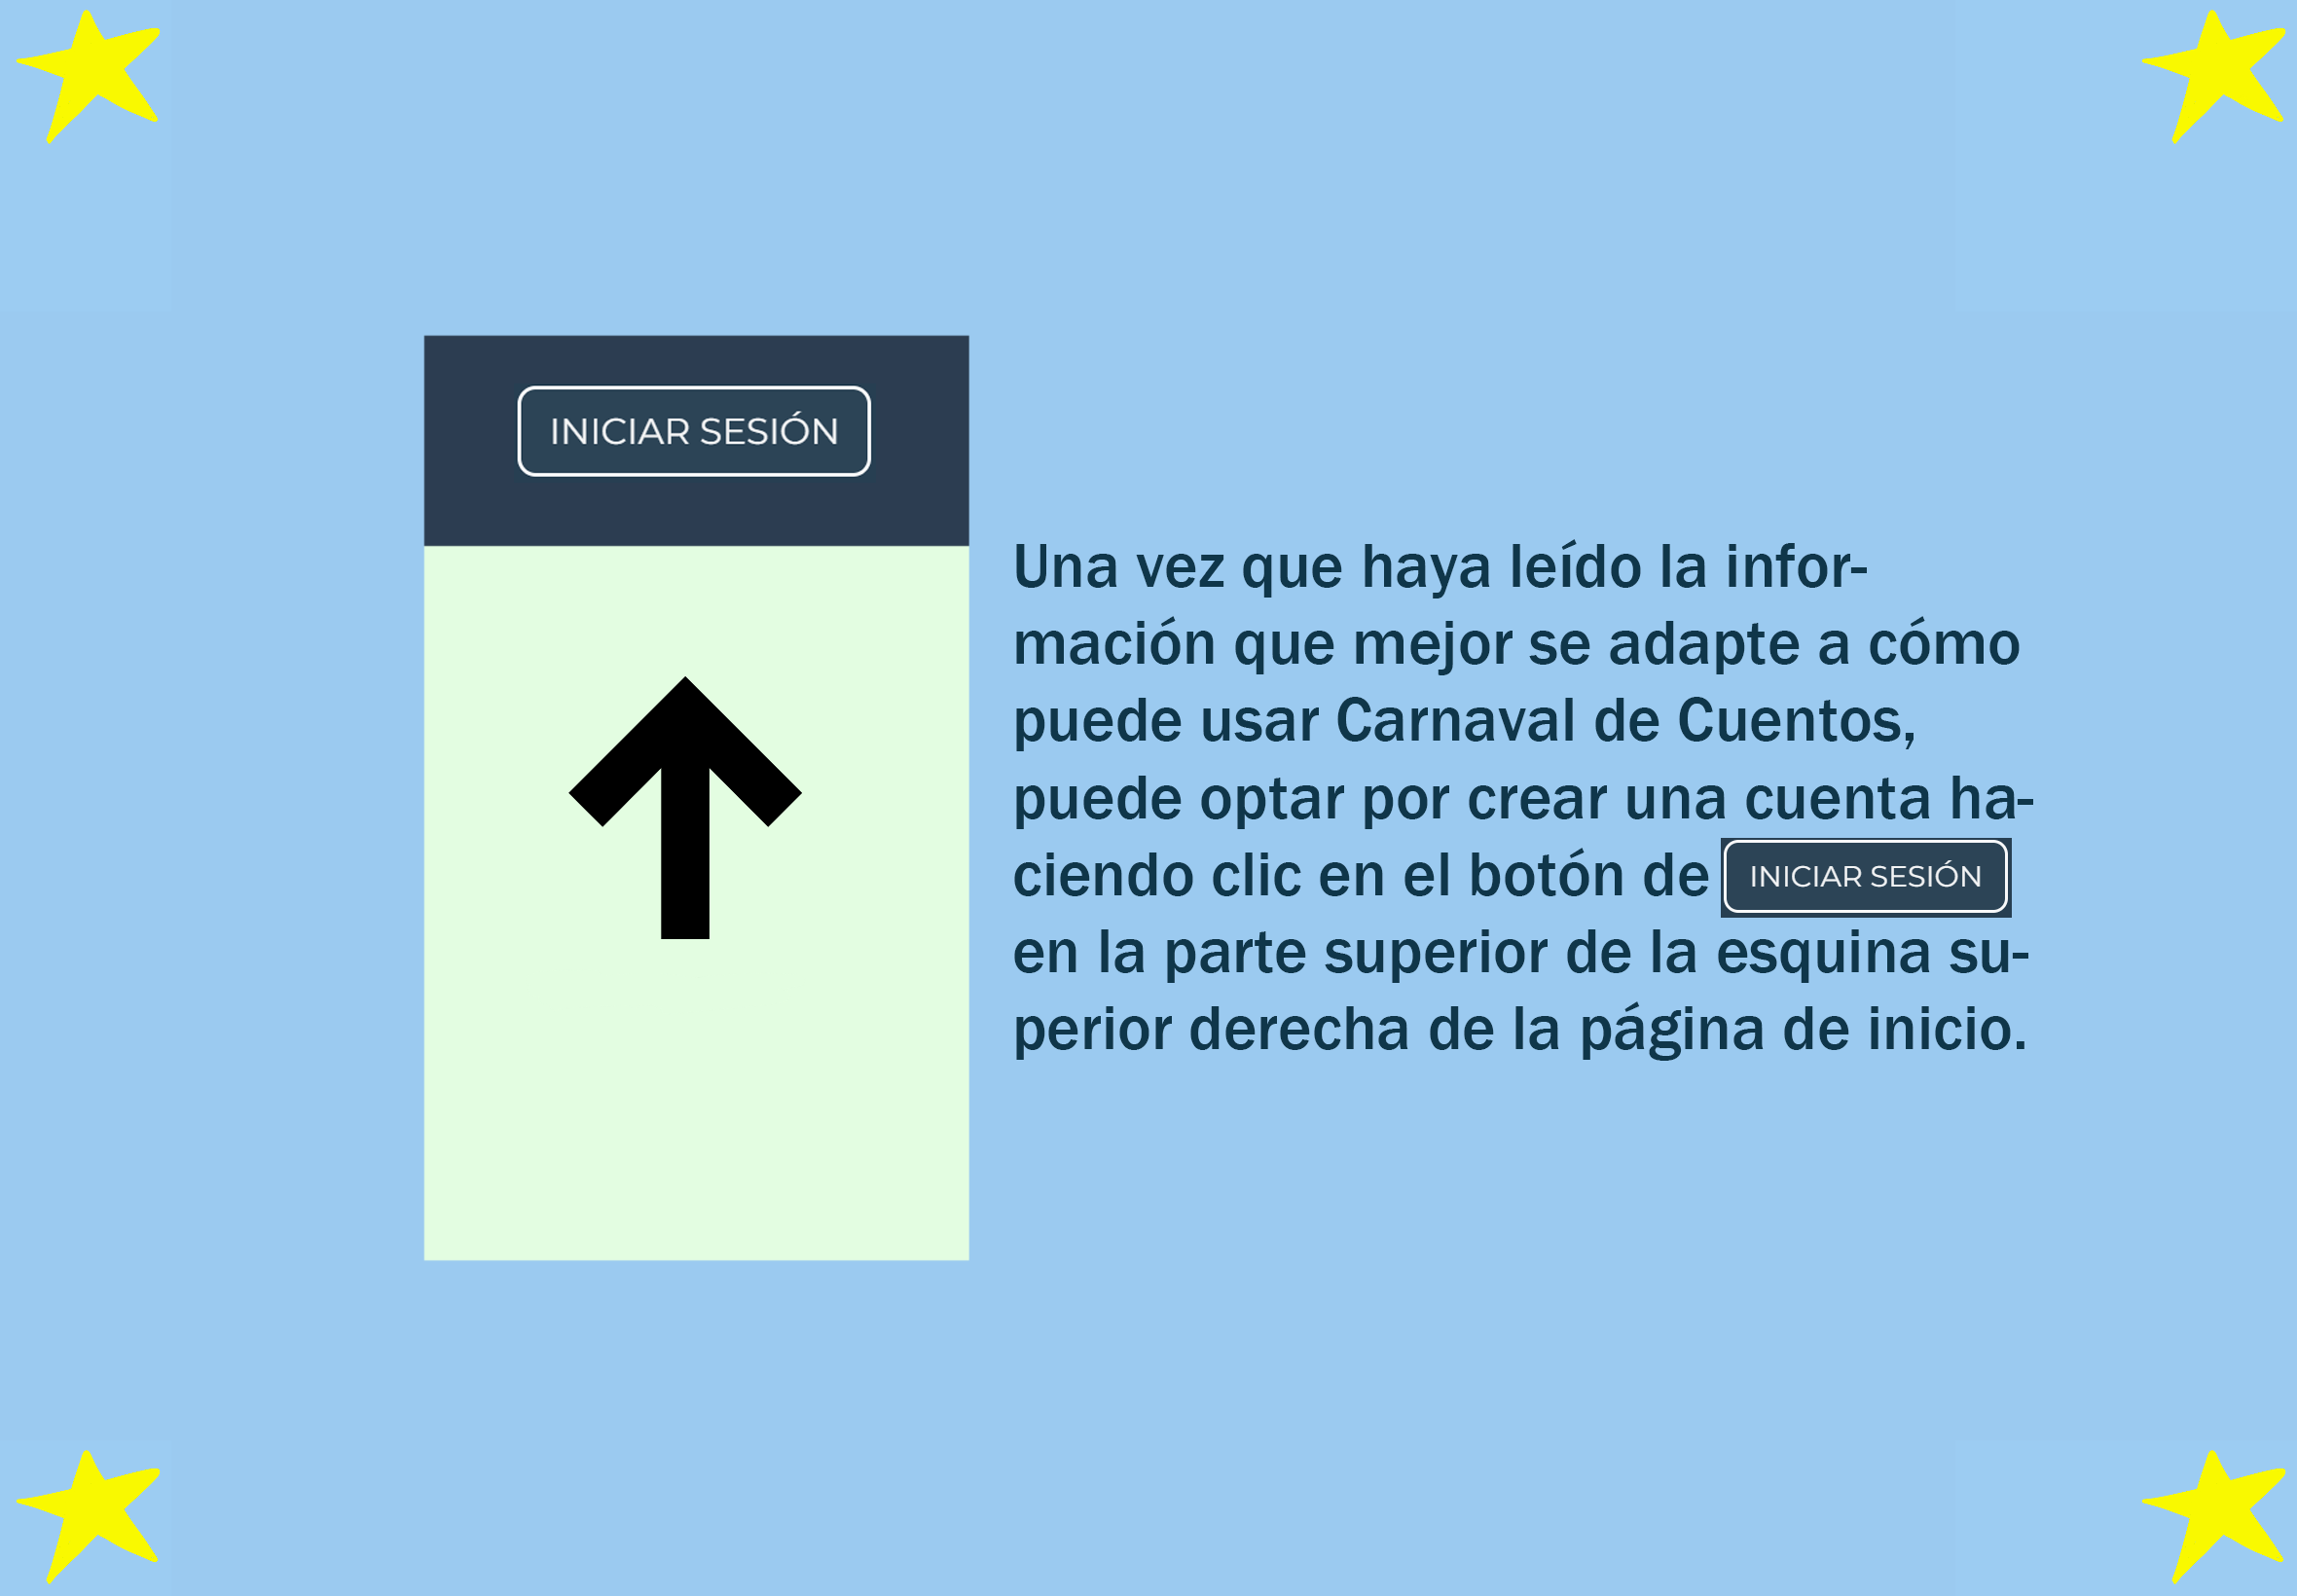 INICIAR SESIÓN
Una vez que haya leído la infor-
mación que mejor se adapte a cómo
puede usar Carnaval de Cuentos,
puede optar por crear una cuenta ha-
ciendo clic en el botón de INICIAR SESIÓN
en la parte superior de la esquina su-
perior derecha de la página de inicio.